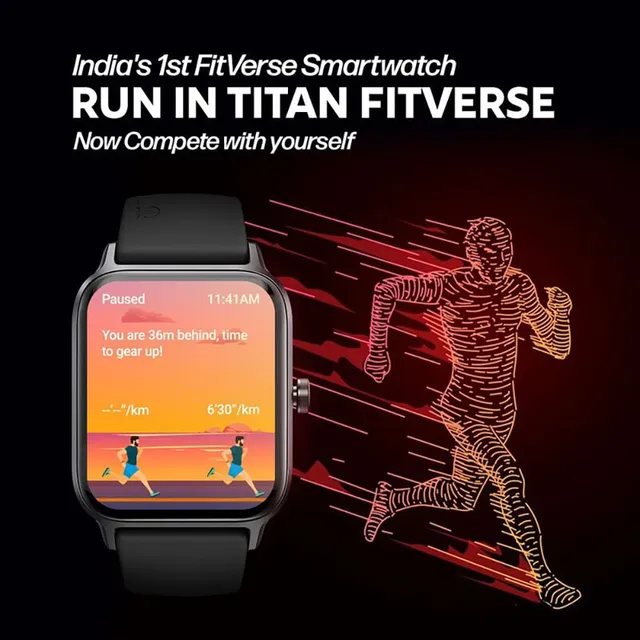 India's 1st FitVerse Smartwatch
RUN IN TITAN FITVERSE
Now Compete with yourself
Paused 11:41AM
You are 36m behind, time
to gear up!
--'--"/km 6'30"/km